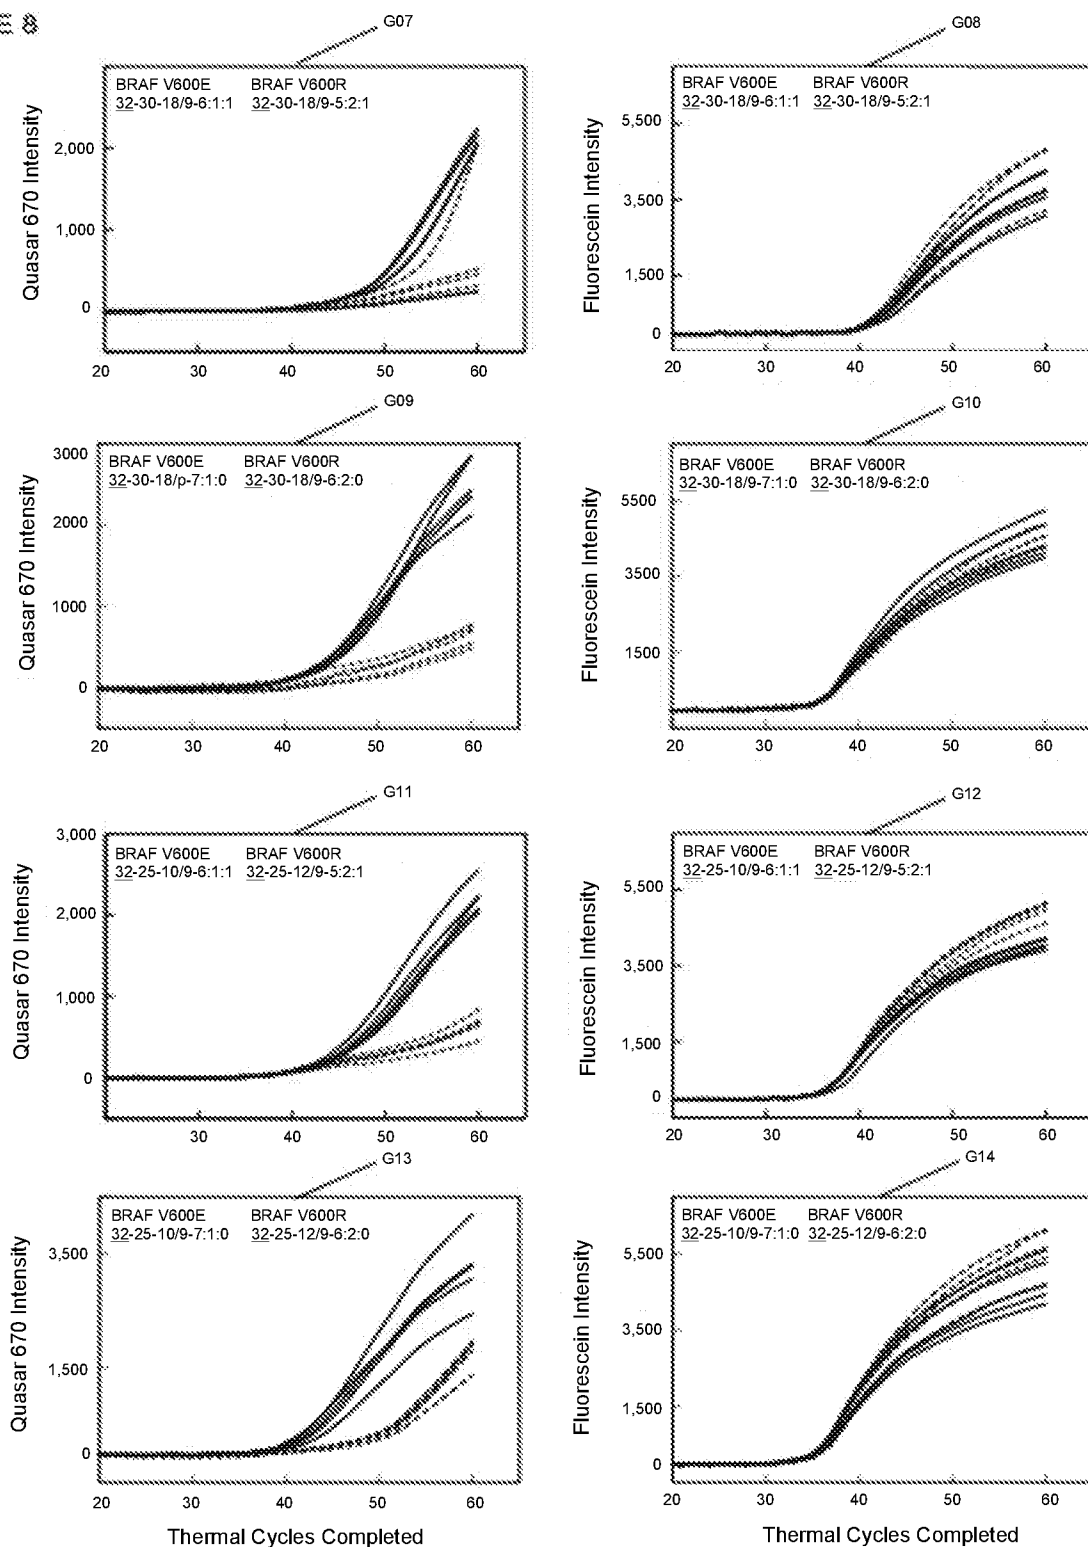 E 8
G07
BRAF V600E BRAF V600R
32-30-18/9-6:1:1 32-30-18/9-5:2:1
Quasar 670 Intensity
2,000
1,000
0
20 30 40 50 60
G08
BRAF V600E BRAF V600R
32-30-18/9-6:1:1 32-30-18/9-5:2:1
Fluorescein Intensity
5,500
3,500
1,500
0
20 30 40 50 60
G09
BRAF V600E BRAF V600R
32-30-18/p-7:1:0 32-30-18/9-6:2:0
Quasar 670 Intensity
3000
2000
1000
0
20 30 40 50 60
G10
BRAF V600E BRAF V600R
32-30-18/9-7:1:0 32-30-18/9-6:2:0
Fluorescein Intensity
5500
3500
1500
20 30 40 50 60
G11
BRAF V600E BRAF V600R
32-25-10/9-6:1:1 32-25-12/9-5:2:1
Quasar 670 Intensity
3,000
2,000
1,000
0
30 40 50 60
G12
BRAF V600E BRAF V600R
32-25-10/9-6:1:1 32-25-12/9-5:2:1
Fluorescein Intensity
5,500
3,500
1,500
0
20 30 40 50 60
G13
BRAF V600E BRAF V600R
32-25-10/9-7:1:0 32-25-12/9-6:2:0
Quasar 670 Intensity
3,500
1,500
0
20 30 40 50 60
Thermal Cycles Completed
G14
BRAF V600E BRAF V600R
32-25-10/9-7:1:0 32-25-12/9-6:2:0
Fluorescein Intensity
5,500
3,500
1,500
0
20 30 40 50 60
Thermal Cycles Completed